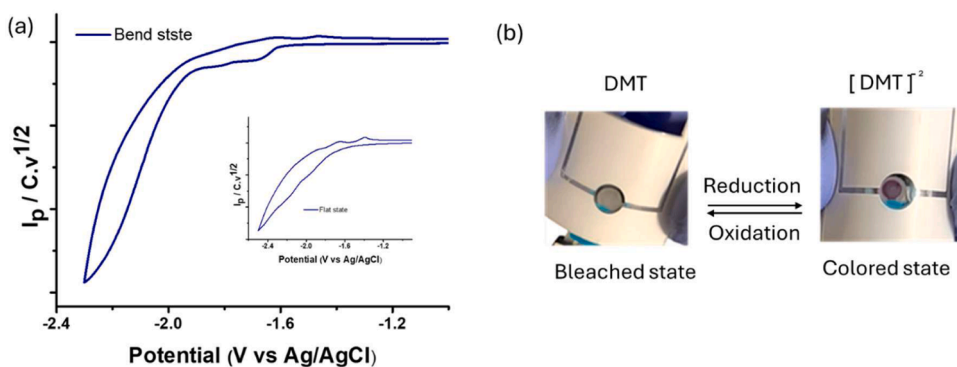 (a)
Bend stste
Ip / C.v1/2
-2.4
-2.0
-1.6
-1.2
Potential (V vs Ag/AgCl)
Ip / C.v1/2
Flat state
-2.4
-2.0
-1.6
-1.2
Potential (V vs Ag/AgCl)
(b)
DMT
[DMT]-2
Reduction
Oxidation
Bleached state
Colored state